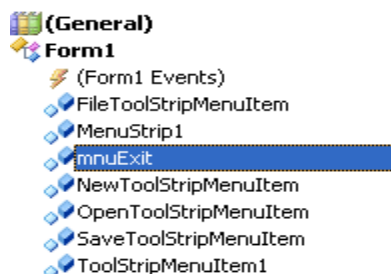 (General)
Form1
(Form1 Events)
FileToolStripMenuItem
MenuStrip1
mnuExit
NewToolStripMenuItem
OpenToolStripMenuItem
SaveToolStripMenuItem
ToolStripMenuItem1